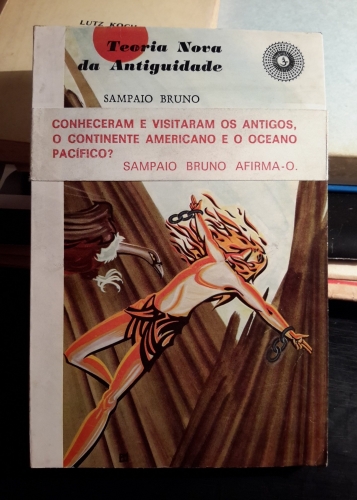 LUTZ KOCH
Teoria Nova
da Antiguidade
3
SAMPAIO BRUNO
CONHECERAM E VISITARAM OS ANTIGOS,
O CONTINENTE AMERICANO E O OCEANO
PACÍFICO?
SAMPAIO BRUNO AFIRMA-O.